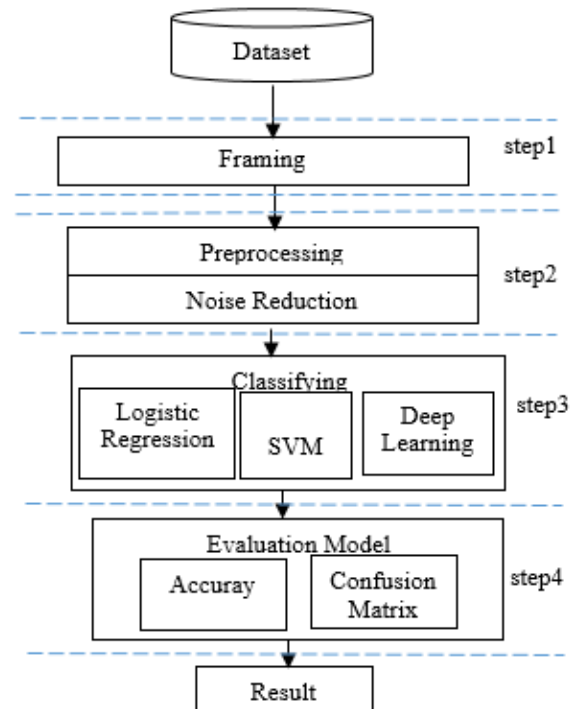 Dataset
step1
Framing
Preprocessing
step2
Noise Reduction
Classifying
step3
Logistic
Regression
SVM
Deep
Learning
Evaluation Model
step4
Accuray
Confusion
Matrix
Result